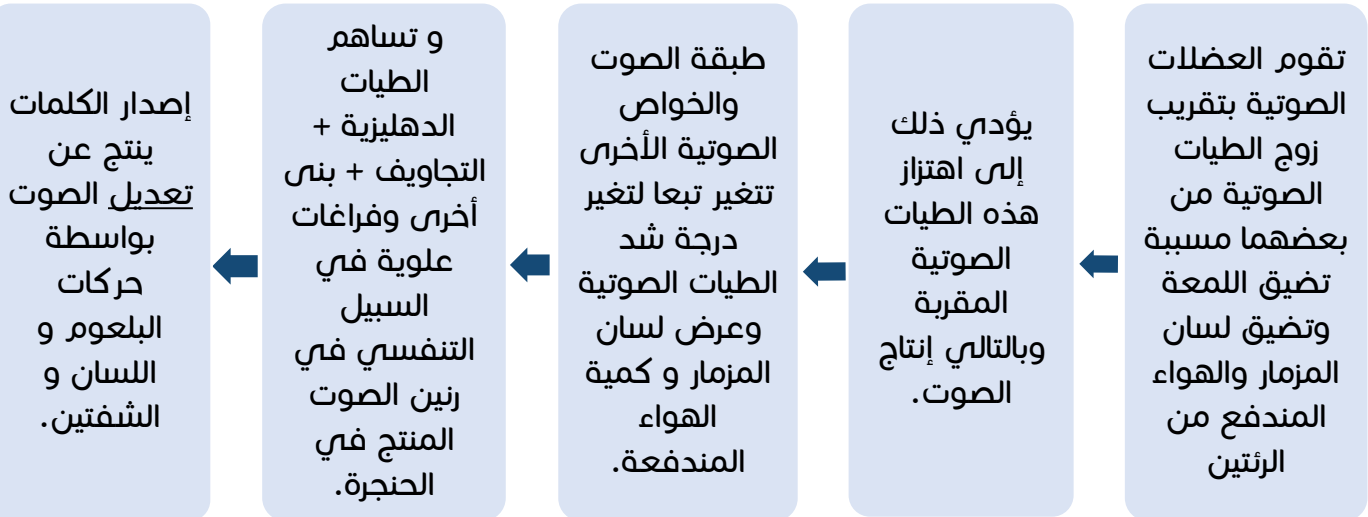 تقوم العضلات
الصوتية بتقريب
زوج الطيات
الصوتية من
بعضهما مسببة
تضيق اللمعة
وتضيق لسان
المزمار والهواء
المندفع من
الرئتين
يؤدي ذلك
إلى اهتزاز
هذه الطيات
الصوتية
المقربة
وبالتالي إنتاج
الصوت.
طبقة الصوت
والخواص
الصوتية الأخرى
تتغير تبعا لتغير
درجة شد
الطيات الصوتية
وعرض لسان
المزمار و كمية
الهواء
المندفعة.
و تساهم
الطيات
الدهليزية +
التجاويف + بنى
أخرى وفراغات
علوية في
السبيل
التنفسي في
رنين الصوت
المنتج في
الحنجرة.
إصدار الكلمات
ينتج عن
تعديل الصوت
بواسطة
حركات
البلعوم و
اللسان و
الشفتين.